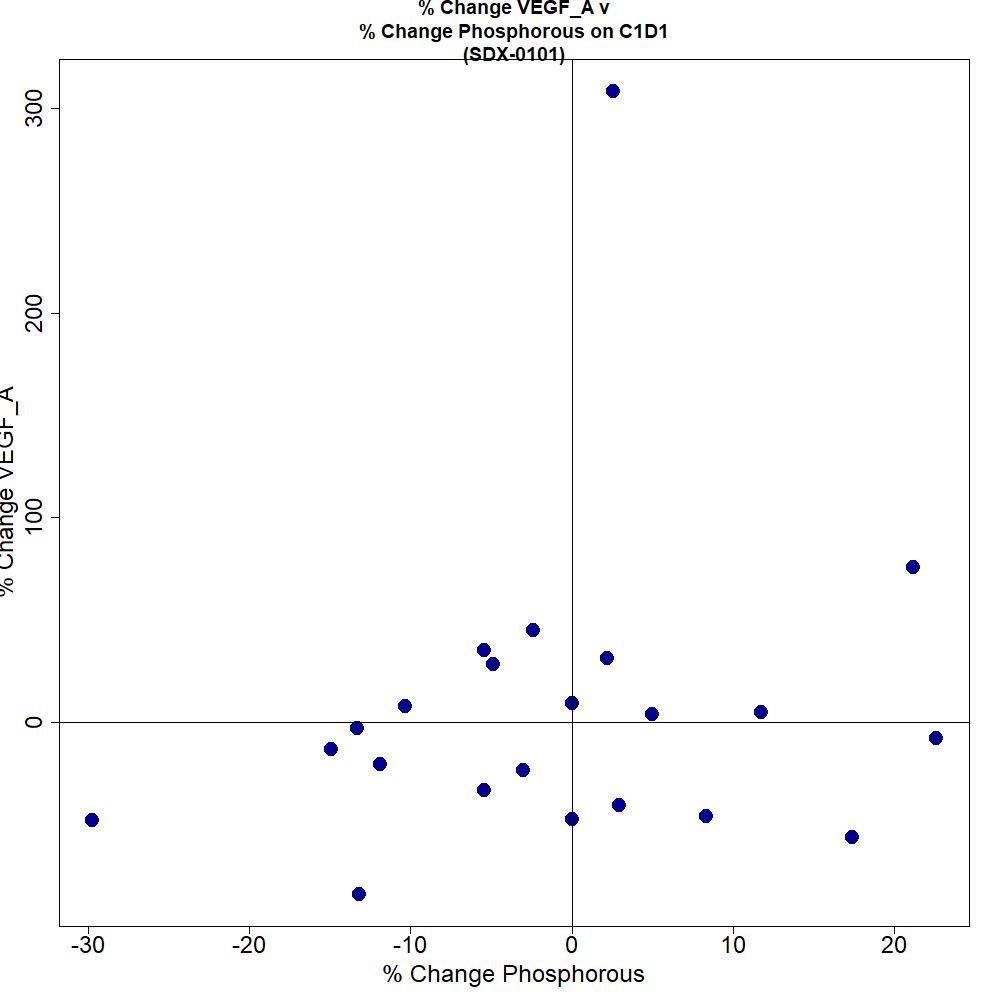 % Change VEGF_A v
% Change Phosphorous on C1D1
(SDX-0101)
% Change VEGF_A
300
200
100
0
-30
-20
-10
0
10
20
% Change Phosphorous